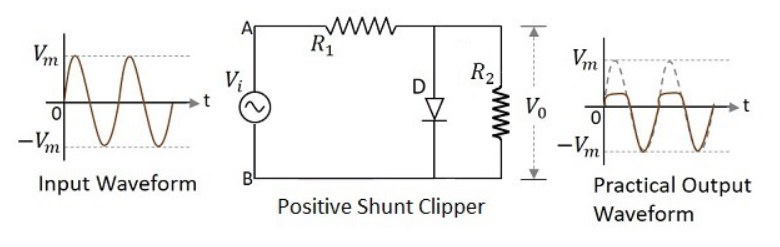 V_m
0
−V_m
t
Input Waveform
A
R_1
V_i
B
D
R_2
V_0
Positive Shunt Clipper
V_m
0
−V_m
t
Practical Output
Waveform